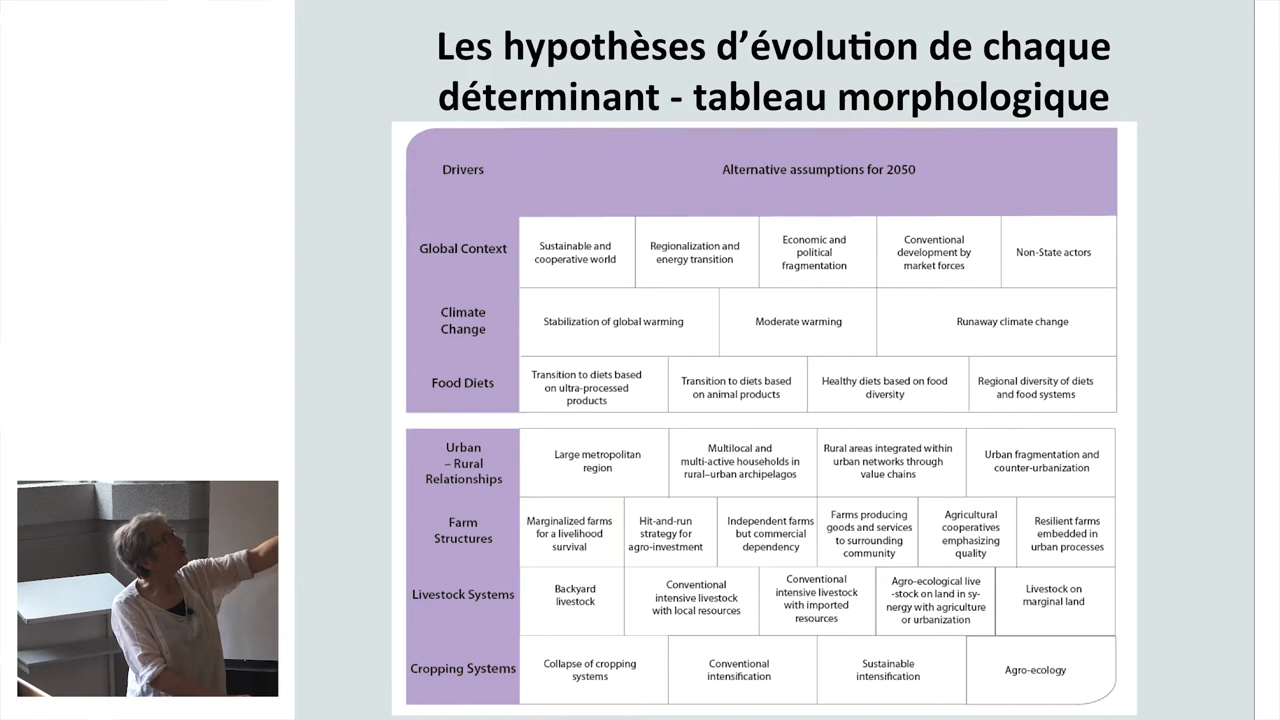 Les hypothèses d’évolution de chaque
déterminant - tableau morphologique
Drivers
Alternative assumptions for 2050
Global Context
Sustainable and
cooperative world
Regionalization and
energy transition
Economic and
political
fragmentation
Conventional
development by
market forces
Non-State actors
Climate
Change
Stabilization of global warming
Moderate warming
Runaway climate change
Food Diets
Transition to diets based
on ultra-processed
products
Transition to diets based
on animal products
Healthy diets based on food
diversity
Regional diversity of diets
and food systems
Urban
– Rural
Relationships
Large metropolitan
region
Multilocal and
multi-active households in
rural–urban archipelagos
Rural areas integrated within
urban networks through
value chains
Urban fragmentation and
counter-urbanization
Farm
Structures
Marginalized farms
for a livelihood
survival
Hit-and-run
strategy for
agro-investment
Independent farms
but commercial
dependency
Farms producing
goods and services
to surrounding
community
Agricultural
cooperatives
emphasizing
quality
Resilient farms
embedded in
urban processes
Livestock Systems
Backyard
livestock
Conventional
intensive livestock
with local resources
Conventional
intensive livestock
with imported
resources
Agro-ecological live
-stock on land in sy-
nergy with agriculture
or urbanization
Livestock on
marginal land
Cropping Systems
Collapse of cropping
systems
Conventional
intensification
Sustainable
intensification
Agro-ecology